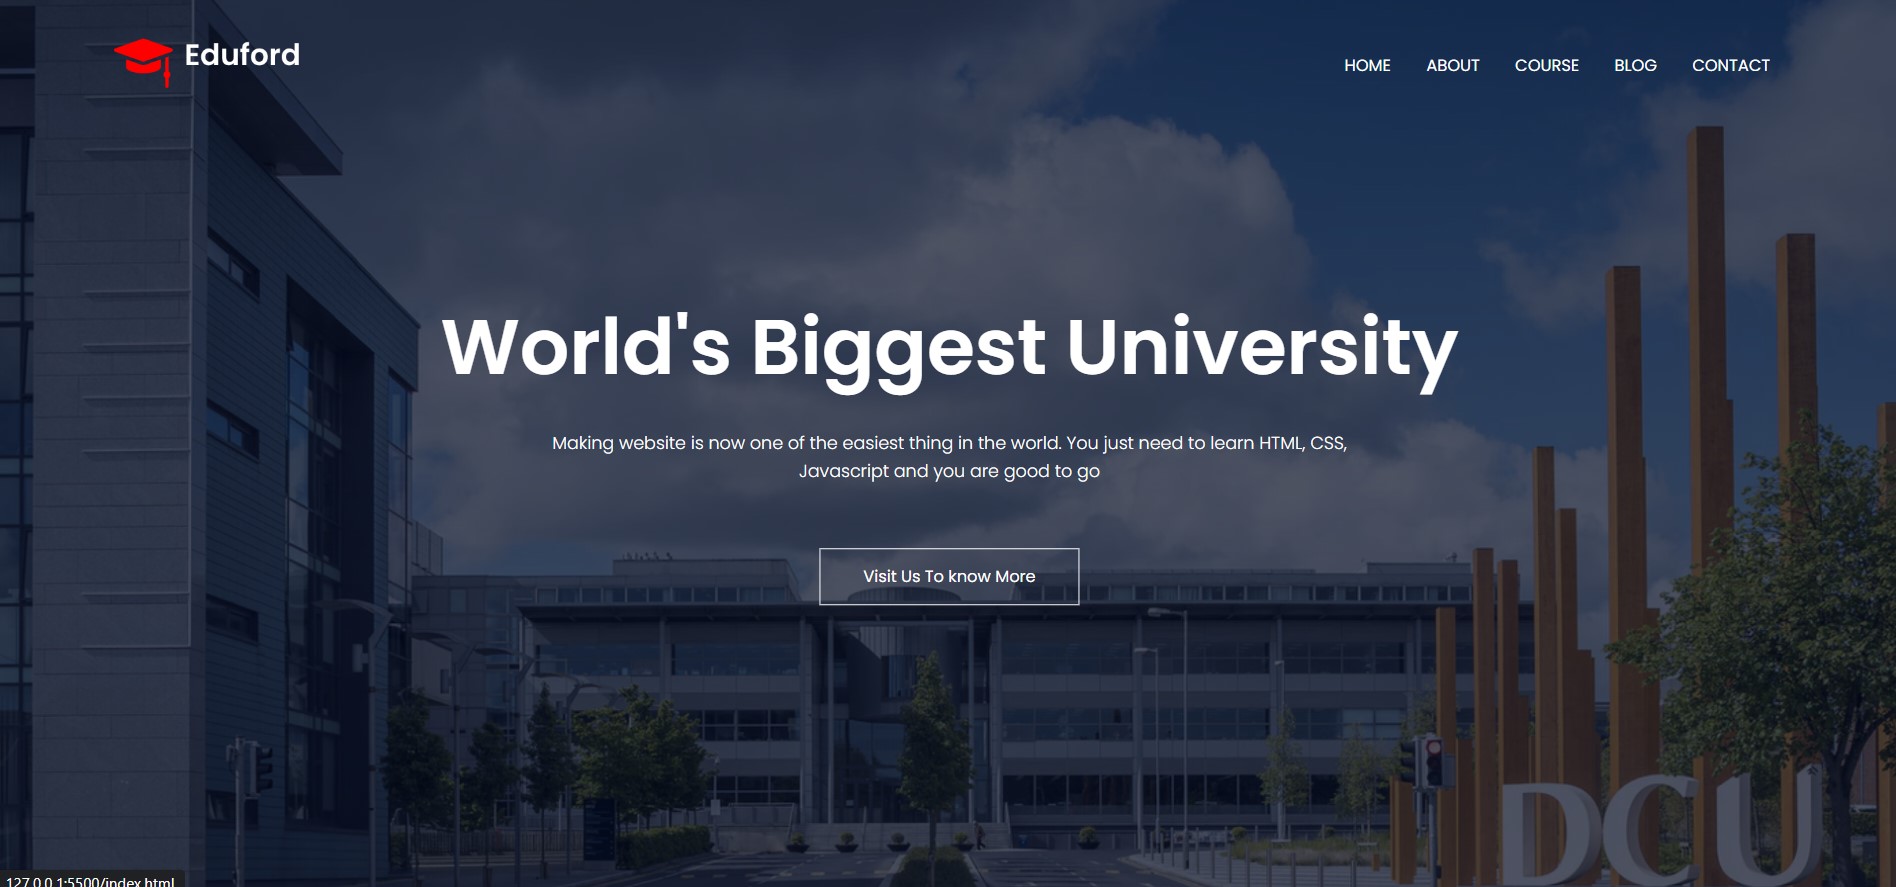 Eduford
HOME ABOUT COURSE BLOG CONTACT
World's Biggest University
Making website is now one of the easiest thing in the world. You just need to learn HTML, CSS,
Javascript and you are good to go
Visit Us To know More
DCU
127.0.0.1:5500/index.html